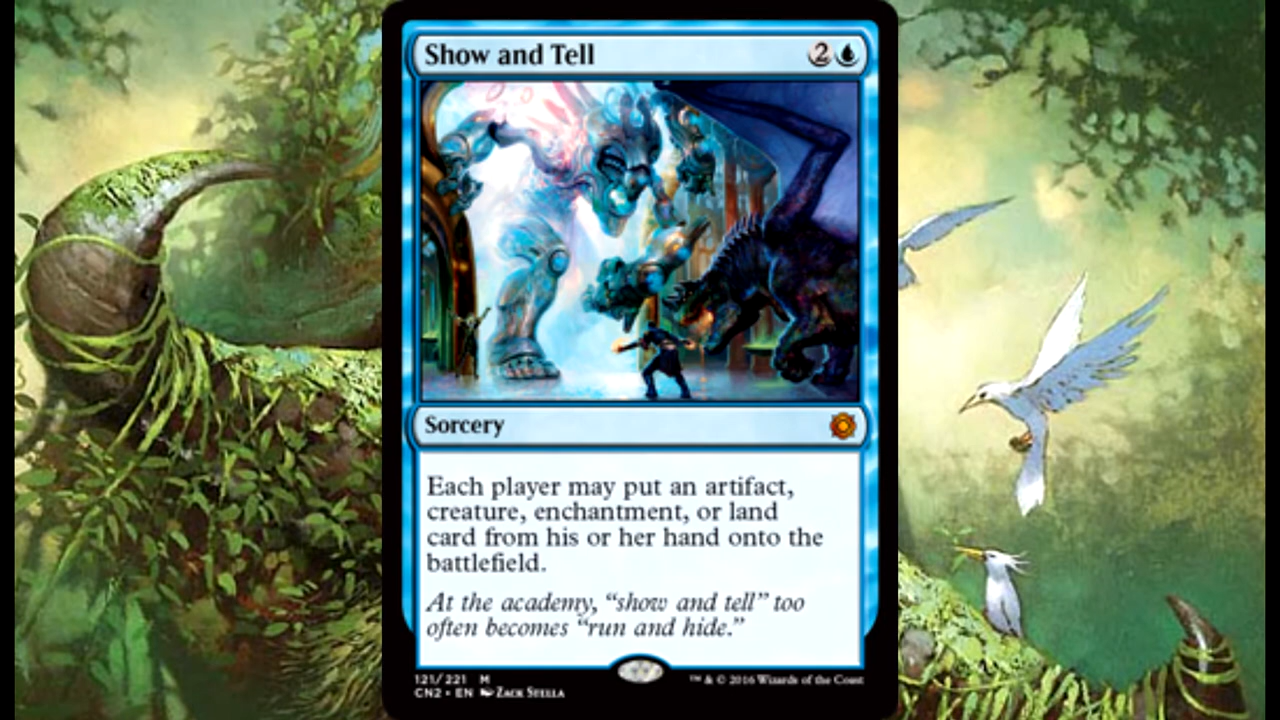 Show and Tell 2
Sorcery
Each player may put an artifact,
creature, enchantment, or land
card from his or her hand onto the
battlefield.
At the academy, “show and tell” too
often becomes “run and hide.”
121/221 M
CN2 • EN Zack Stella
™ & © 2016 Wizards of the Coast